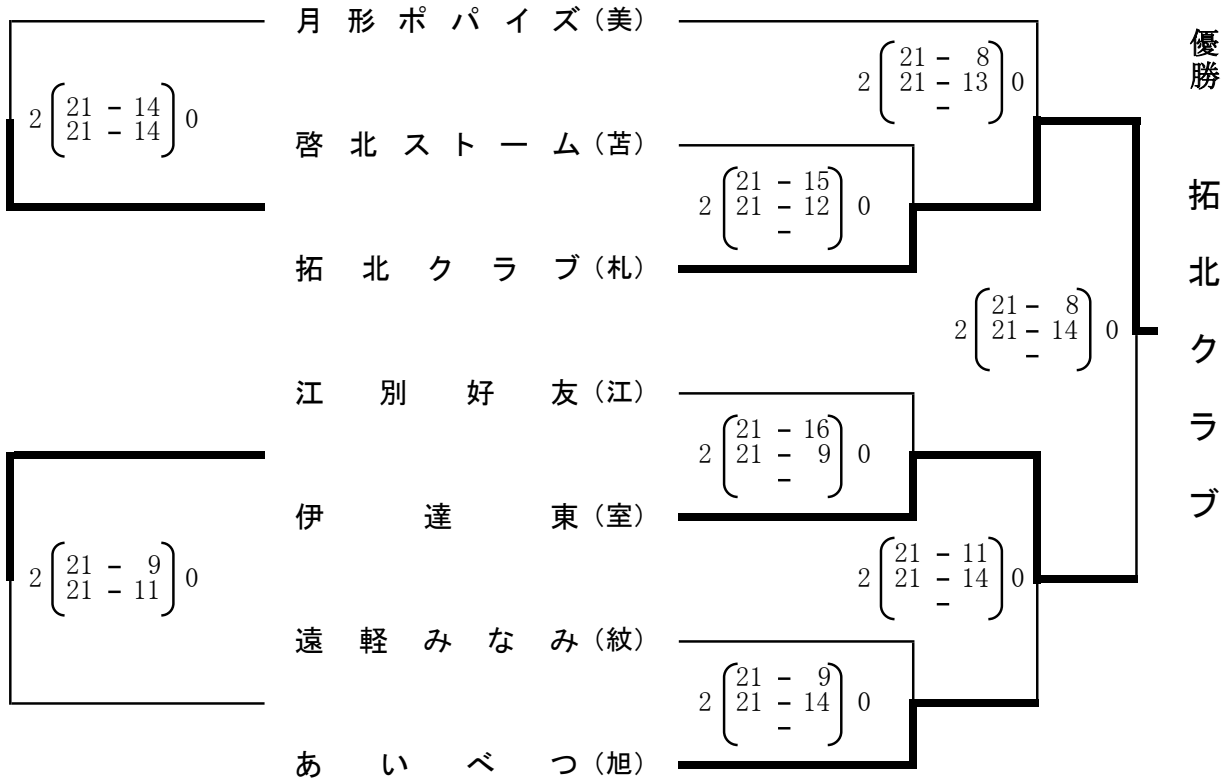 月形ポパイズ（美）
優勝 拓北クラブ
21 － 8
2 21 － 13 0
－
21 － 14
2 21 － 14 0
啓北ストーム（苫）
21 － 15
2 21 － 12 0
－
拓北クラブ（札）
21 － 8
2 21 － 14 0
－
江別好友（江）
21 － 16
2 21 － 9 0
－
伊達東（室）
21 － 9
2 21 － 11 0
21 － 11
2 21 － 14 0
－
遠軽みなみ（紋）
21 － 9
2 21 － 14 0
－
あいべつ（旭）